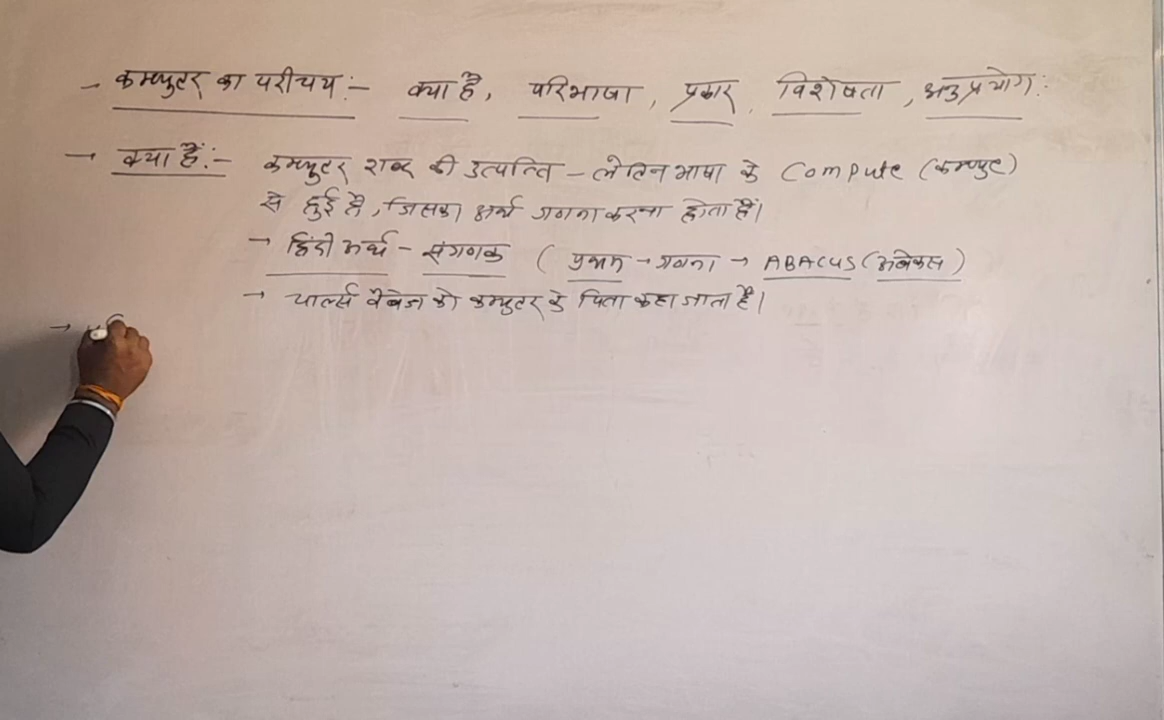 - कम्प्युटर का परीचय :- क्या है, परिभाषा, प्रकार, विशेषता, अनुप्रयोग:
→ क्या हैं:- कम्प्युटर शब्द की उत्पत्ति - लेटिन भाषा के Compute (कम्प्युट)
से हुई है, जिसका अर्थ गणना करना होता हैं।
→ हिंदी अर्थ - संगणक ( प्रथम → गणना → ABACUS (अबेकस)
→ चार्ल्स बैबेज को कम्प्युटर के पिता कहा जाता है।
→